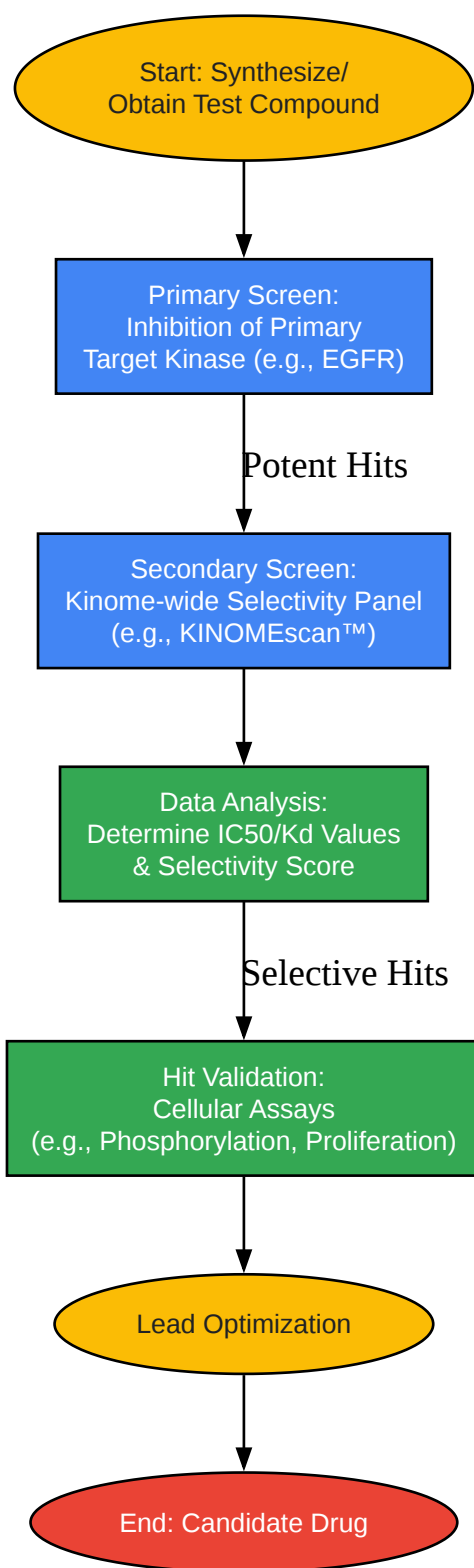 Start: Synthesize/
Obtain Test Compound
Primary Screen:
Inhibition of Primary
Target Kinase (e.g., EGFR)
Potent Hits
Secondary Screen:
Kinome-wide Selectivity Panel
(e.g., KINOMEscan™)
Data Analysis:
Determine IC50/Kd Values
& Selectivity Score
Selective Hits
Hit Validation:
Cellular Assays
(e.g., Phosphorylation, Proliferation)
Lead Optimization
End: Candidate Drug